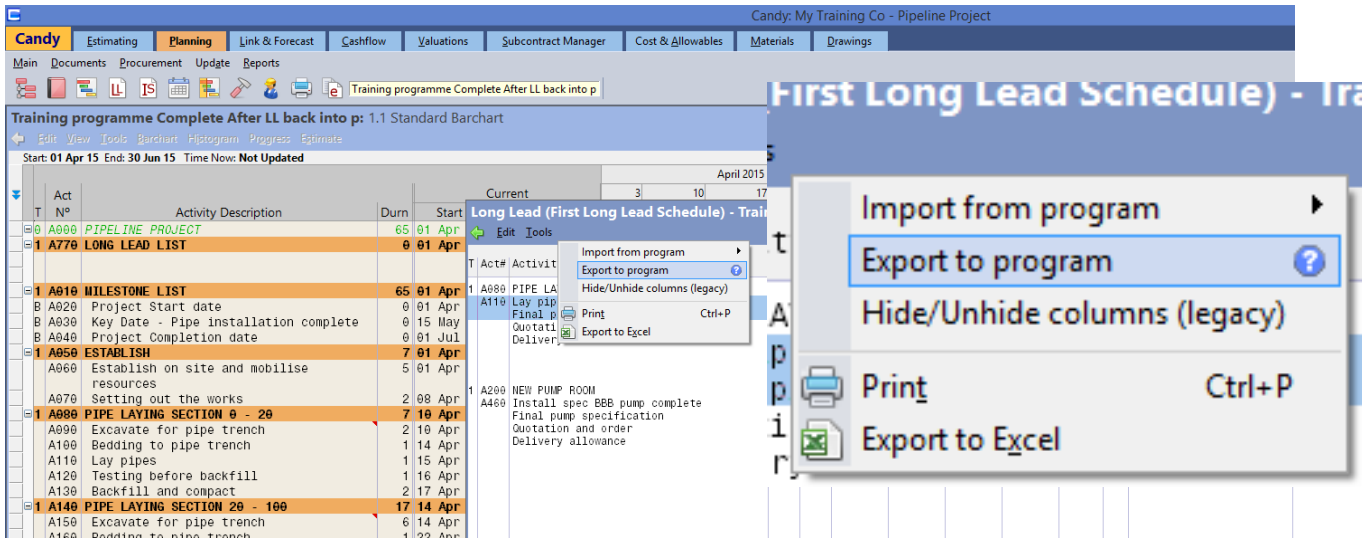 Candy: My Training Co - Pipeline Project
Candy Estimating Planning Link & Forecast Cashflow Valuations Subcontract Manager Cost & Allowables Materials Drawings
Main Documents Procurement Update Reports
LL IS e Training programme Complete After LL back into p
Training programme Complete After LL back into p: 1.1 Standard Barchart
Edit View Tools Barchart Histogram Progress Estimate
Start: 01 Apr 15 End: 30 Jun 15 Time Now: Not Updated
April 2015
Current 3 10 17
T Act Nº Activity Description Durn Start
0 A000 PIPELINE PROJECT 65 01 Apr
1 A770 LONG LEAD LIST 0 01 Apr
1 A010 MILESTONE LIST 65 01 Apr
B A020 Project Start date 0 01 Apr
B A030 Key Date - Pipe installation complete 0 15 May
B A040 Project Completion date 0 01 Jul
1 A050 ESTABLISH 7 01 Apr
A060 Establish on site and mobilise 5 01 Apr
resources
A070 Setting out the works 2 08 Apr
1 A080 PIPE LAYING SECTION 0 - 20 7 10 Apr
A090 Excavate for pipe trench 2 10 Apr
A100 Bedding to pipe trench 1 14 Apr
A110 Lay pipes 1 15 Apr
A120 Testing before backfill 1 16 Apr
A130 Backfill and compact 2 17 Apr
1 A140 PIPE LAYING SECTION 20 - 100 17 14 Apr
A150 Excavate for pipe trench 6 14 Apr
A160 Bedding to pipe trench 1 22 Apr
Long Lead (First Long Lead Schedule) - Trai
Edit Tools
T Act# Activit
1 A080 PIPE LA
A110 Lay pip
Final p
Quotati
Deliver
1 A200 NEW PUMP ROOM
A460 Install spec BBB pump complete
Final pump specification
Quotation and order
Delivery allowance
Import from program
Export to program ?
Hide/Unhide columns (legacy)
Print Ctrl+P
Export to Excel
(First Long Lead Schedule) - Tra
s
t
Import from program
Export to program ?
Hide/Unhide columns (legacy)
Print Ctrl+P
Export to Excel